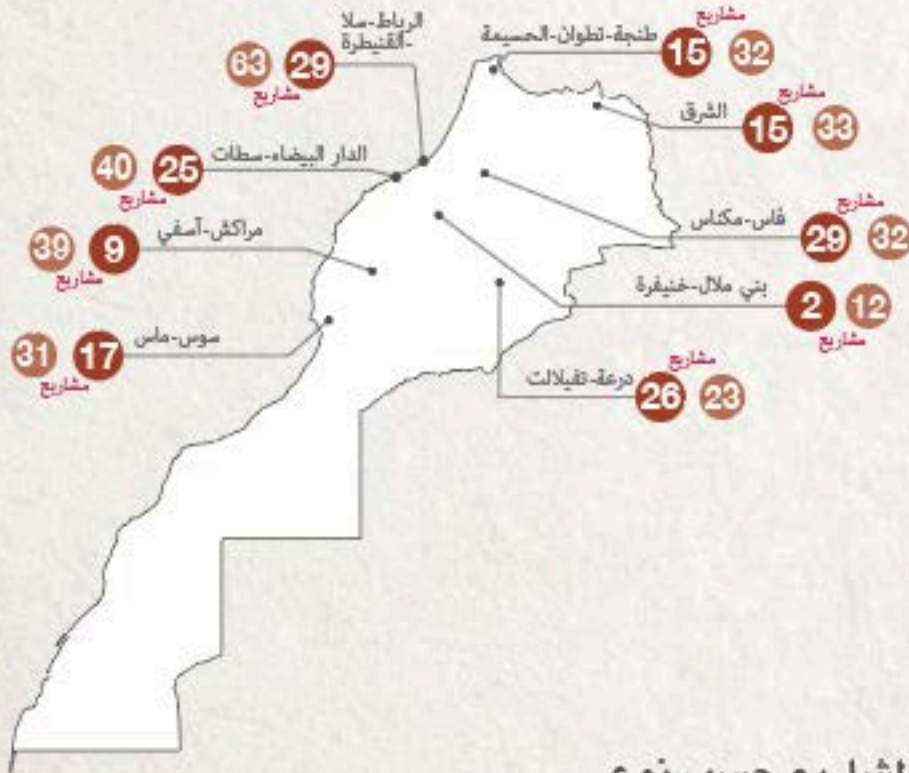 الرباط-سلا
-القنيطرة
63 29
مشاريع
طنجة-تطوان-الحسيمة
مشاريع
15 32
الشرق
مشاريع
15 33
الدار البيضاء-سطات
40 25
مشاريع
فاس-مكناس
مشاريع
29 32
مراكش-آسفي
39 9
مشاريع
بني ملال-خنيفرة
2 12
مشاريع
سوس-ماس
31 17
مشاريع
درعة-تفيلالت
مشاريع
26 23